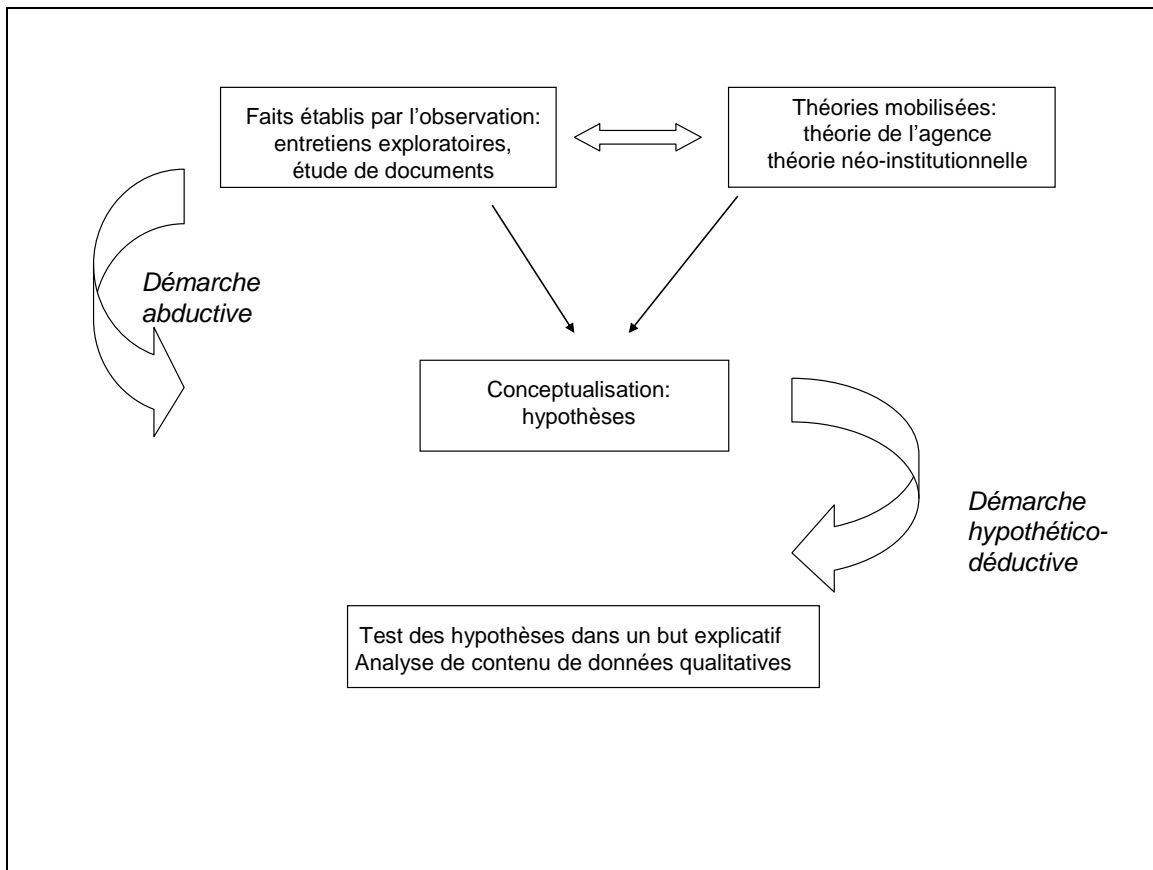 Faits établis par l'observation:
entretiens exploratoires,
étude de documents
Théories mobilisées:
théorie de l'agence
théorie néo-institutionnelle
Démarche
abductive
Conceptualisation:
hypothèses
Démarche
hypothético-
déductive
Test des hypothèses dans un but explicatif
Analyse de contenu de données qualitatives